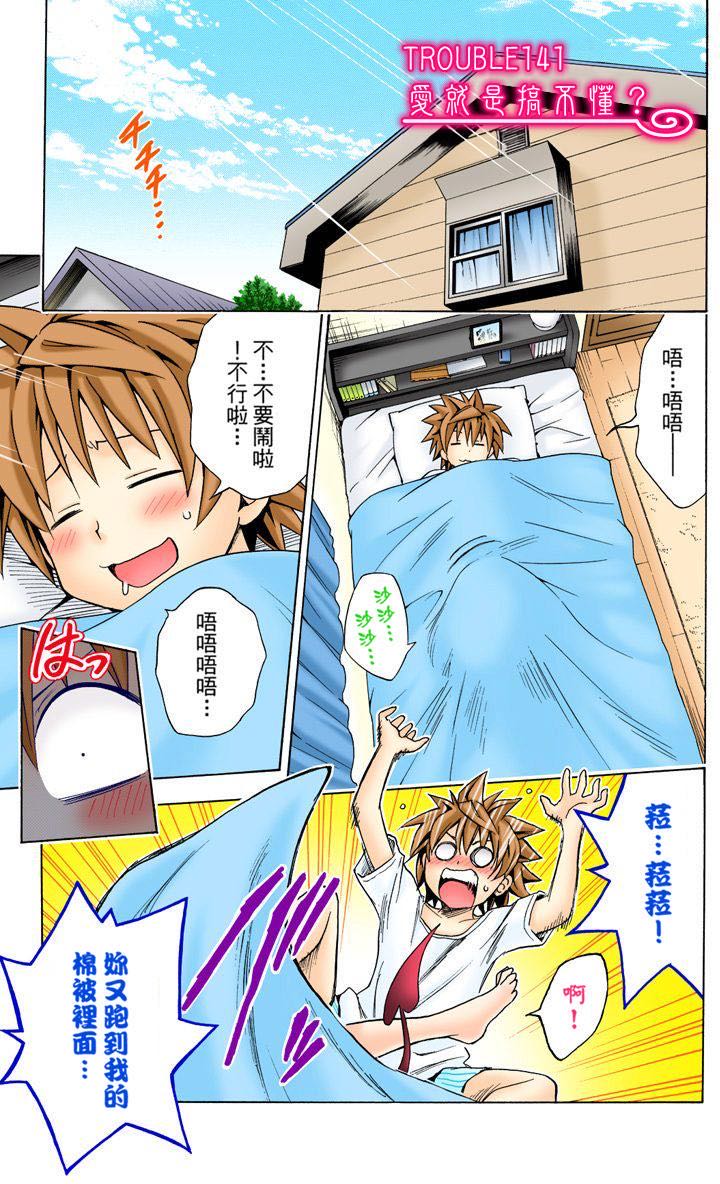 TROUBLE141
愛就是搞不懂？
チチチ…
唔…唔唔——
沙沙…
沙沙…
不…不要鬧啦
！不行啦…
唔唔唔唔…
はっ
菈…菈菈！
啊！
妳又跑到我的
棉被裡面…